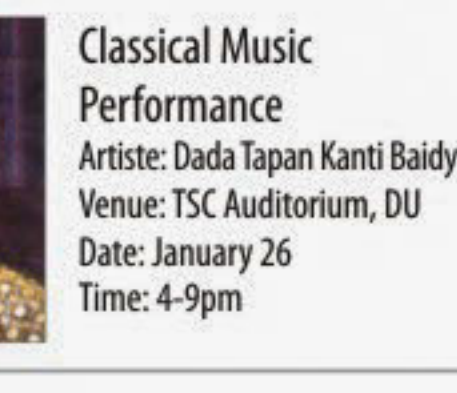 Classical Music
Performance
Artiste: Dada Tapan Kanti Baidy
Venue: TSC Auditorium, DU
Date: January 26
Time: 4-9pm